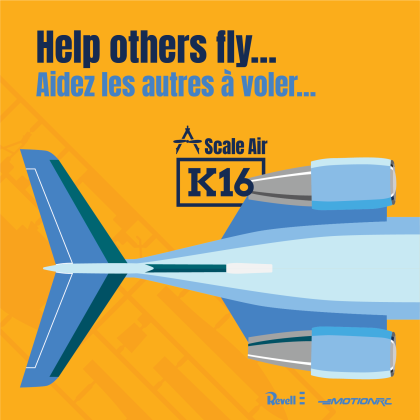 Help others fly...
Aidez les autres à voler...
Scale Air
K16
Revell
MOTIONRC